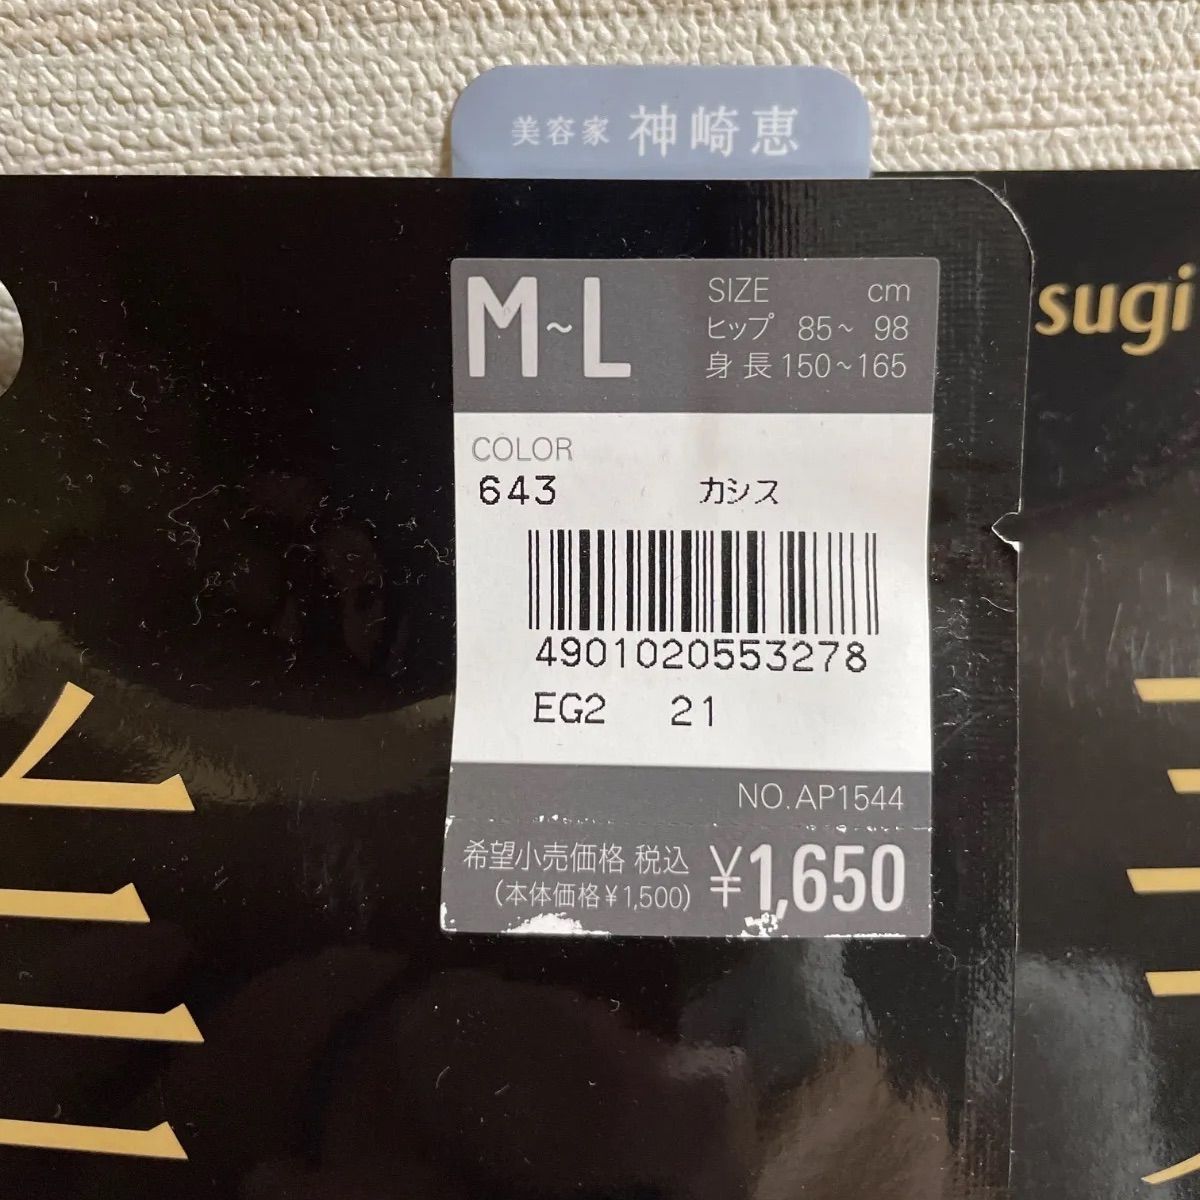 美容家 神崎恵
sugi
M~L
SIZE cm
ヒップ 85~ 98
身長 150~165
COLOR
643 カシス
4901020553278
EG2 21
NO.AP1544
希望小売価格 税込 ¥1,650
(本体価格¥1,500)